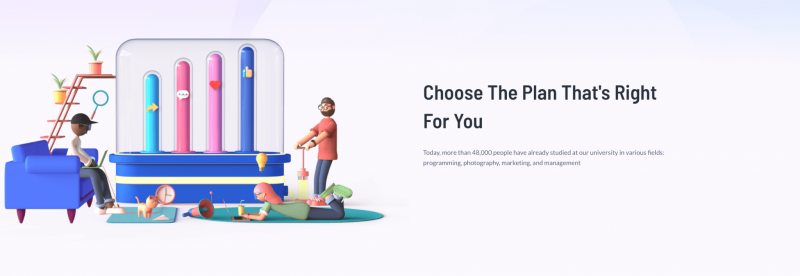 Choose The Plan That's Right
For You
Today, more than 48,000 people have already studied at our university in various fields:
programming, photography, marketing, and management